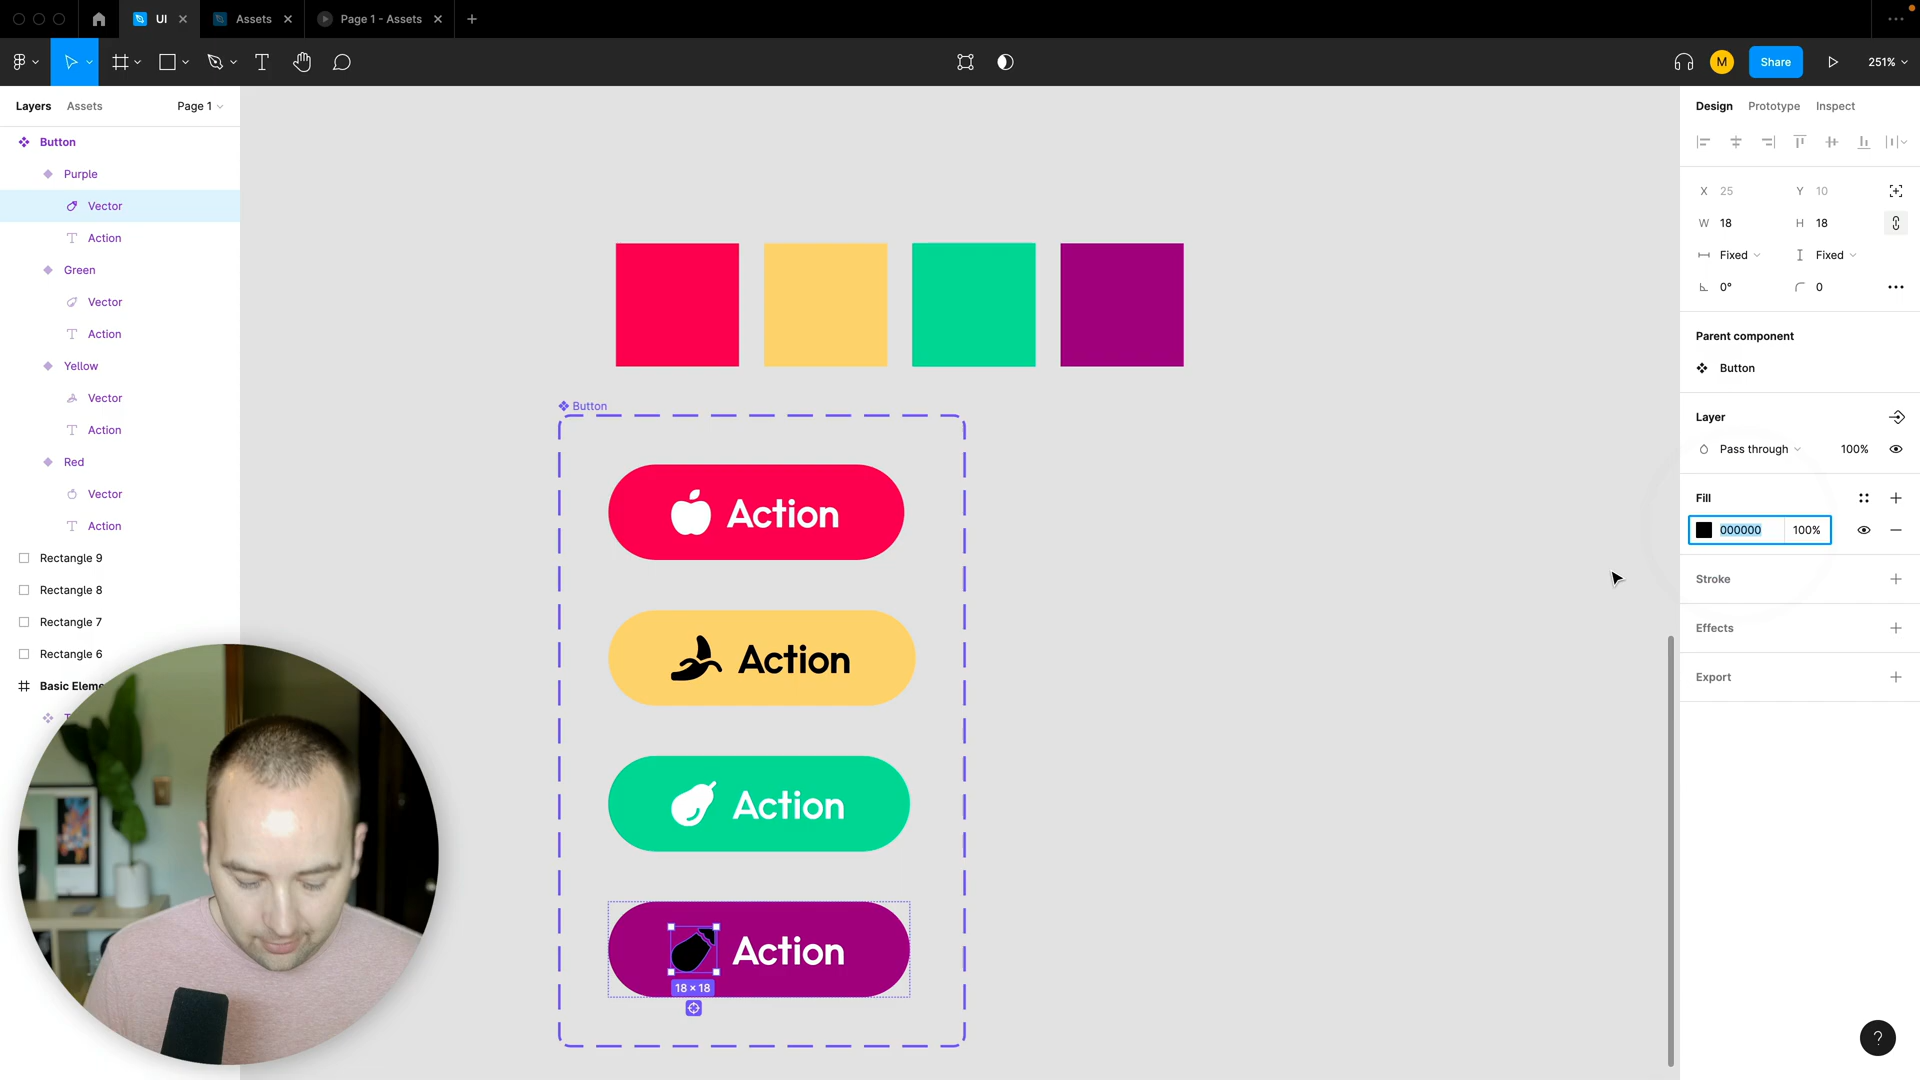 UI
Assets
Page 1 - Assets
M
Share
251%
Layers
Assets
Page 1
Design
Prototype
Inspect
Button
Purple
Vector
Action
Green
Vector
Action
Yellow
Vector
Action
Red
Vector
Action
Rectangle 9
Rectangle 8
Rectangle 7
Rectangle 6
Basic Eleme
Button
Action
Action
Action
Action
18 × 18
X 25
Y 10
W 18
H 18
Fixed
Fixed
0°
0
Parent component
Button
Layer
Pass through
100%
Fill
000000
100%
Stroke
Effects
Export
?